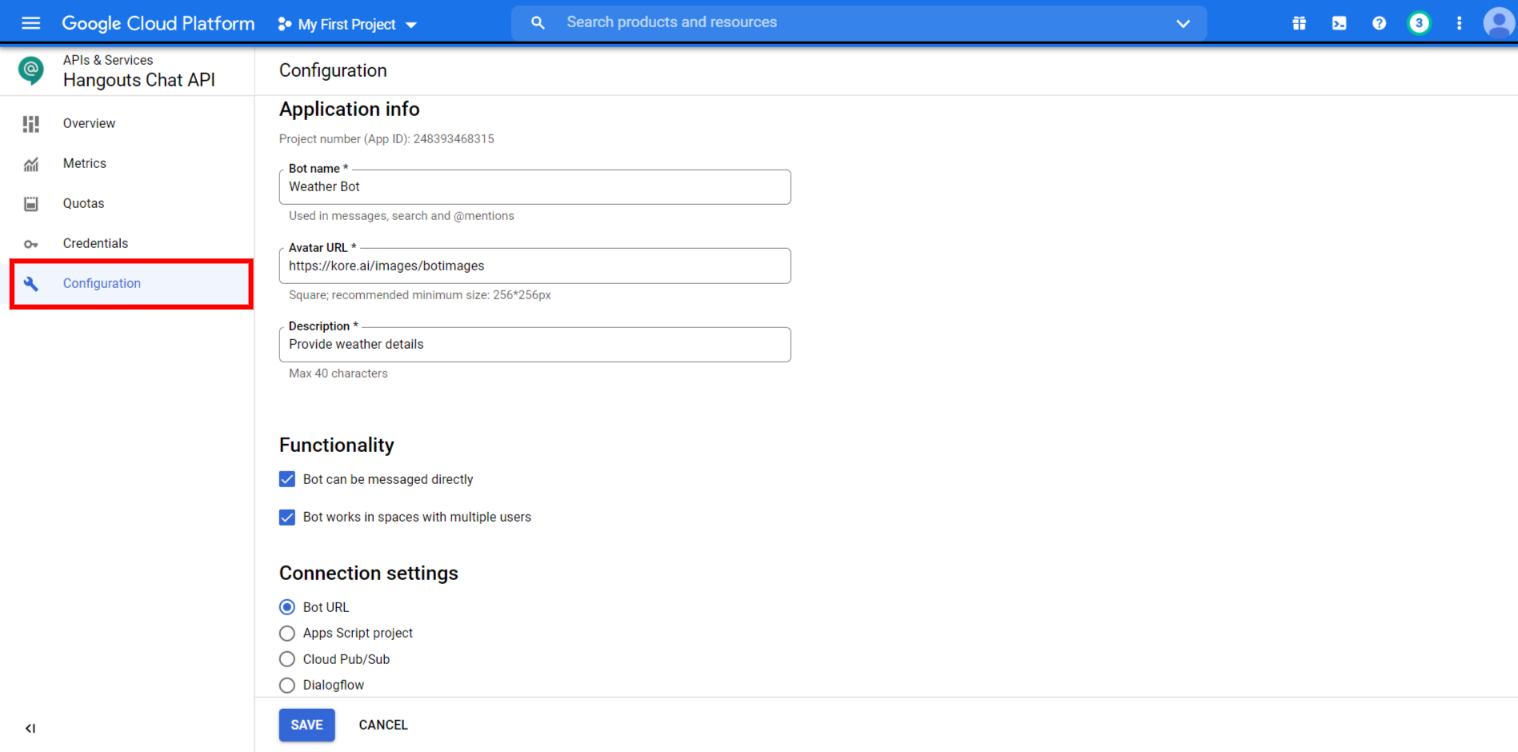 Google Cloud Platform
My First Project
Search products and resources
3
APIs & Services
Hangouts Chat API
Overview
Metrics
Quotas
Credentials
Configuration
Configuration
Application info
Project number (App ID): 248393468315
Bot name *
Weather Bot
Used in messages, search and @mentions
Avatar URL *
https://kore.ai/images/botimages
Square; recommended minimum size: 256*256px
Description *
Provide weather details
Max 40 characters
Functionality
Bot can be messaged directly
Bot works in spaces with multiple users
Connection settings
Bot URL
Apps Script project
Cloud Pub/Sub
Dialogflow
SAVE CANCEL